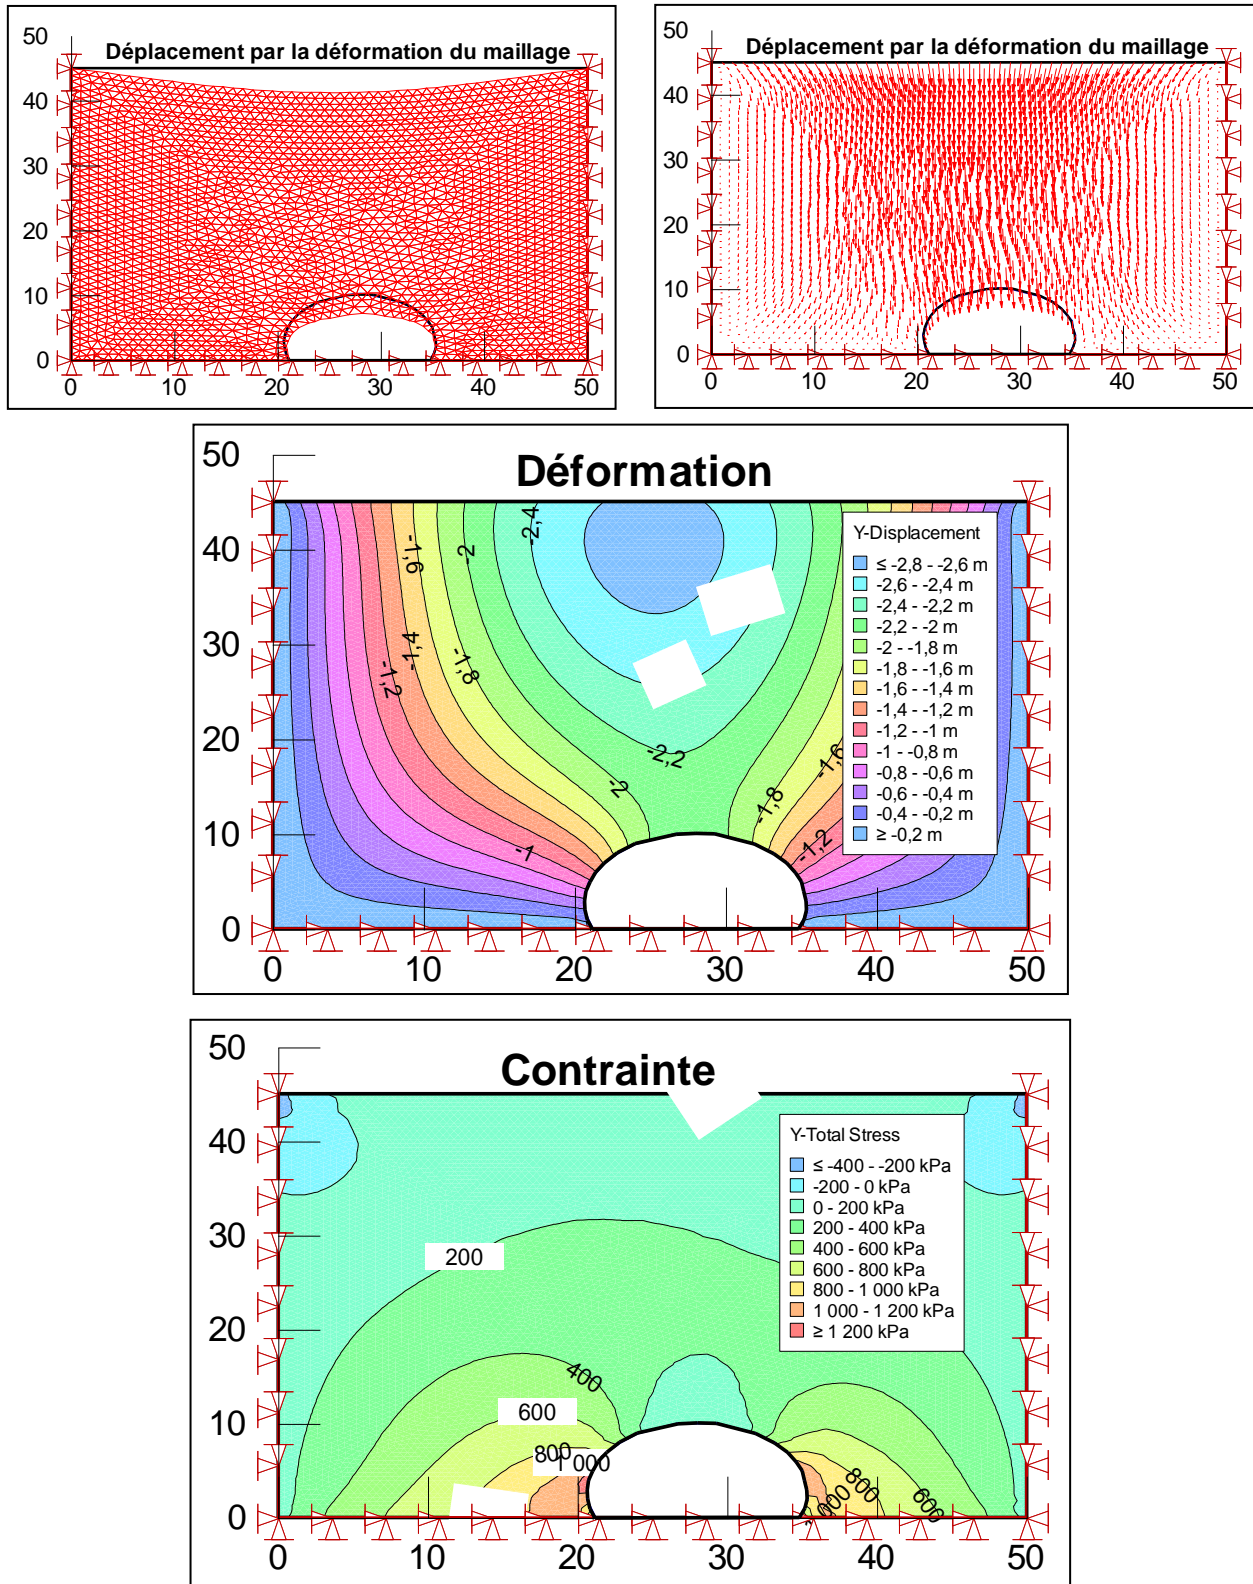 Déplacement par la déformation du maillage
50
40
30
20
10
0
0 10 20 30 40 50
Déplacement par la déformation du maillage
50
40
30
20
10
0
0 10 20 30 40 50
Déformation
50
40
30
20
10
0
0 10 20 30 40 50
-1,6
-2
-2,4
-1,4
-1,2
-1,8
-2,2
-2
-1
-1,6
-1,8
-1,2
Y-Displacement
≤ -2,8 - -2,6 m
-2,6 - -2,4 m
-2,4 - -2,2 m
-2,2 - -2 m
-2 - -1,8 m
-1,8 - -1,6 m
-1,6 - -1,4 m
-1,4 - -1,2 m
-1,2 - -1 m
-1 - -0,8 m
-0,8 - -0,6 m
-0,6 - -0,4 m
-0,4 - -0,2 m
≥ -0,2 m
Contrainte
50
40
30
20
10
0
0 10 20 30 40 50
200
400
600
800
1 000
800
600
Y-Total Stress
≤ -400 - -200 kPa
-200 - 0 kPa
0 - 200 kPa
200 - 400 kPa
400 - 600 kPa
600 - 800 kPa
800 - 1 000 kPa
1 000 - 1 200 kPa
≥ 1 200 kPa